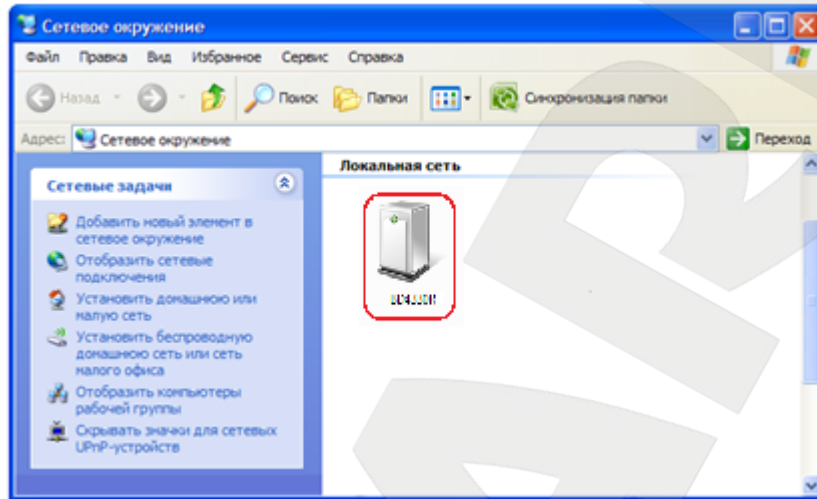 Сетевое окружение
Файл Правка Вид Избранное Сервис Справка
Назад Поиск Папки Синхронизация папки
Адрес: Сетевое окружение Переход
Сетевые задачи
Добавить новый элемент в
сетевое окружение
Отобразить сетевые
подключения
Установить домашнюю или
малую сеть
Установить беспроводную
домашнюю сеть или сеть
малого офиса
Отобразить компьютеры
рабочей группы
Скрывать значки для сетевых
UPnP-устройств
Локальная сеть